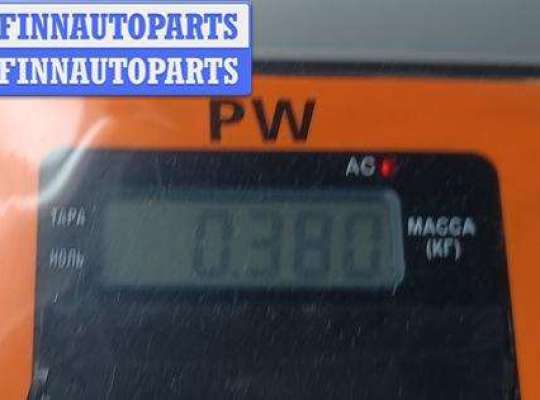 FINNAUTOPARTS
FINNAUTOPARTS
PW
AC
ТАРА
НОЛЬ
0.380
МАССА
(КГ)